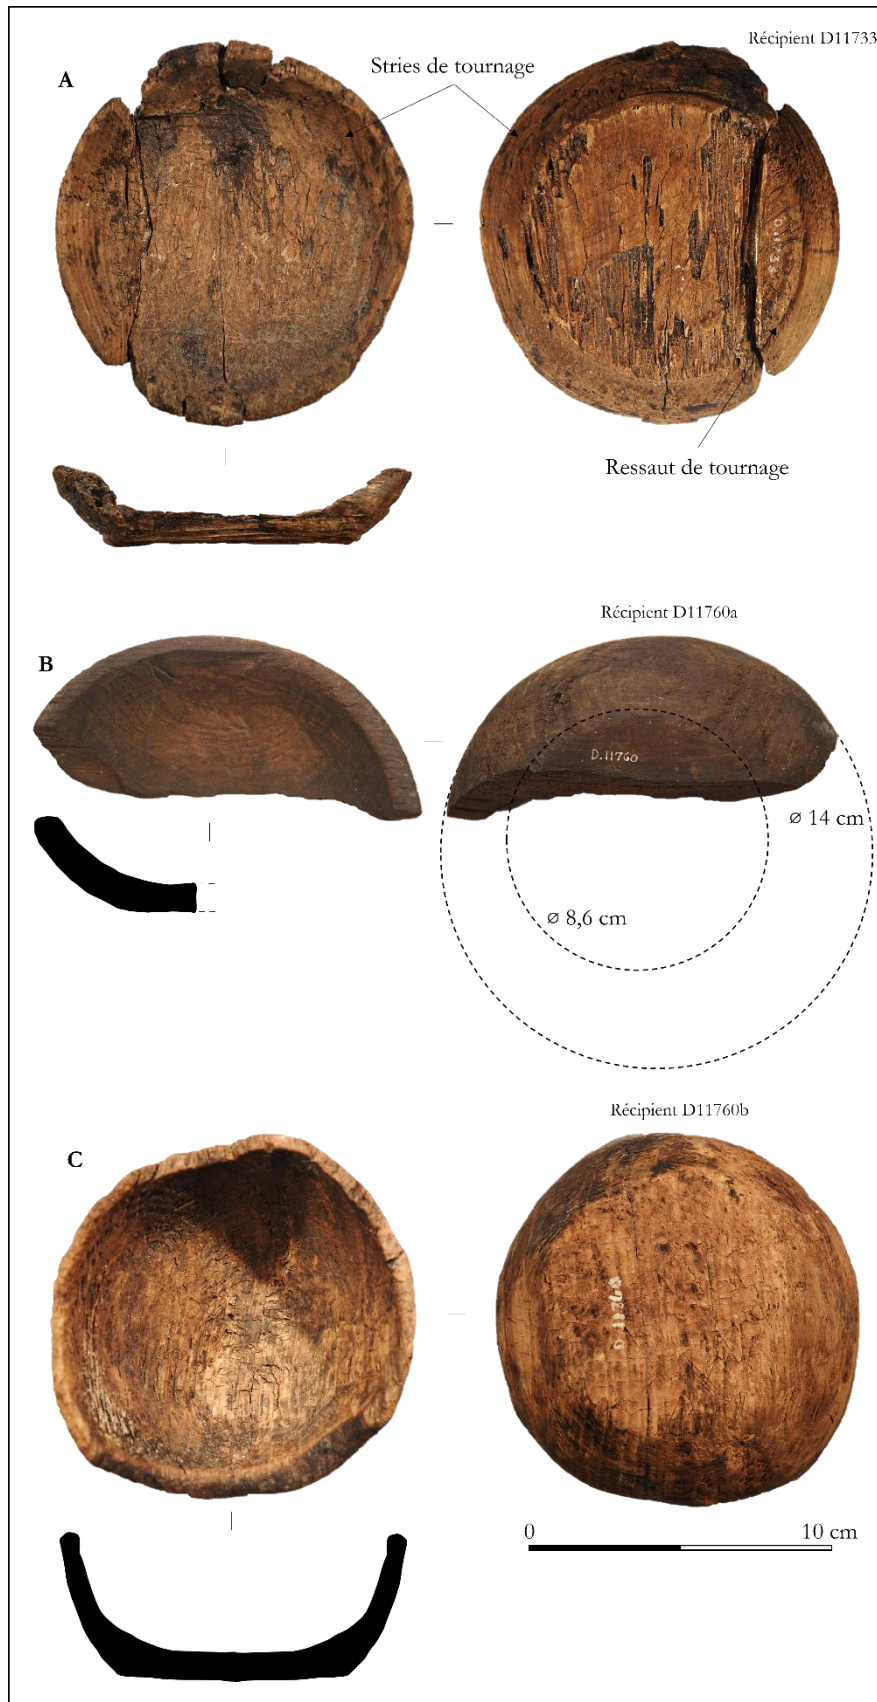 Récipient D11733
A
Stries de tournage
Ressaut de tournage
Récipient D11760a
B
D.11760
⌀ 14 cm
⌀ 8,6 cm
Récipient D11760b
C
0 10 cm